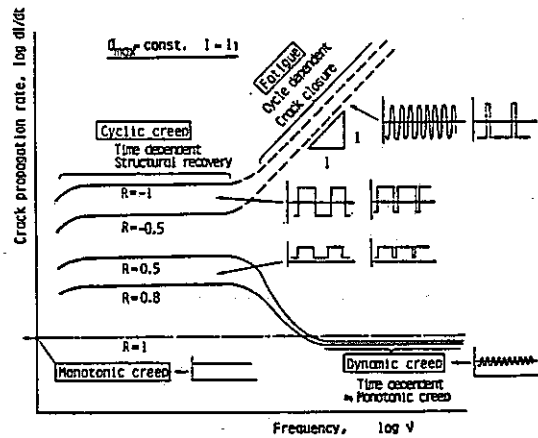 Crack propagation rate, log dl/dt
σmax= const. l = l1
Fatigue
Cycle dependent
Crack closure
1
1
Cyclic creep
Time dependent
Structural recovery
R=-1
R=-0.5
R=0.5
R=0.8
R=1
Monotonic creep
Dynamic creep
Time dependent
≒ Monotonic creep
Frequency, log ν